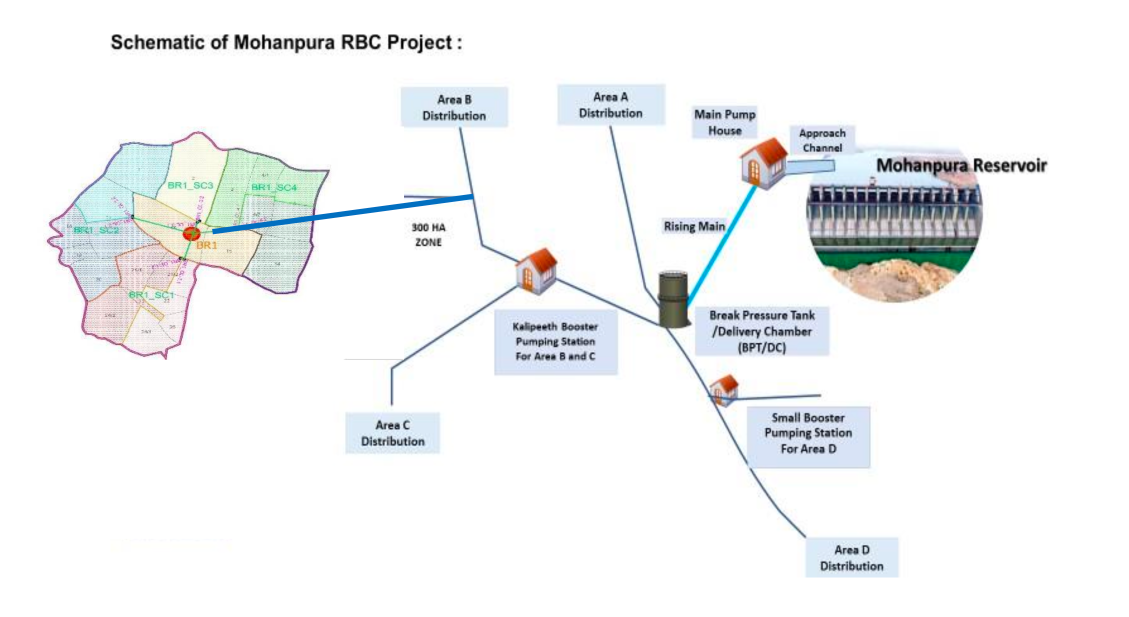 Schematic of Mohanpura RBC Project :
Area B
Distribution
Area A
Distribution
Main Pump
House
Approach
Channel
Mohanpura Reservoir
BR1_SC3
BR1_SC4
BR1_SC2
BR1
BR1_SC1
300 HA
ZONE
Rising Main
Kalipeeth Booster
Pumping Station
For Area B and C
Break Pressure Tank
/Delivery Chamber
(BPT/DC)
Area C
Distribution
Small Booster
Pumping Station
For Area D
Area D
Distribution